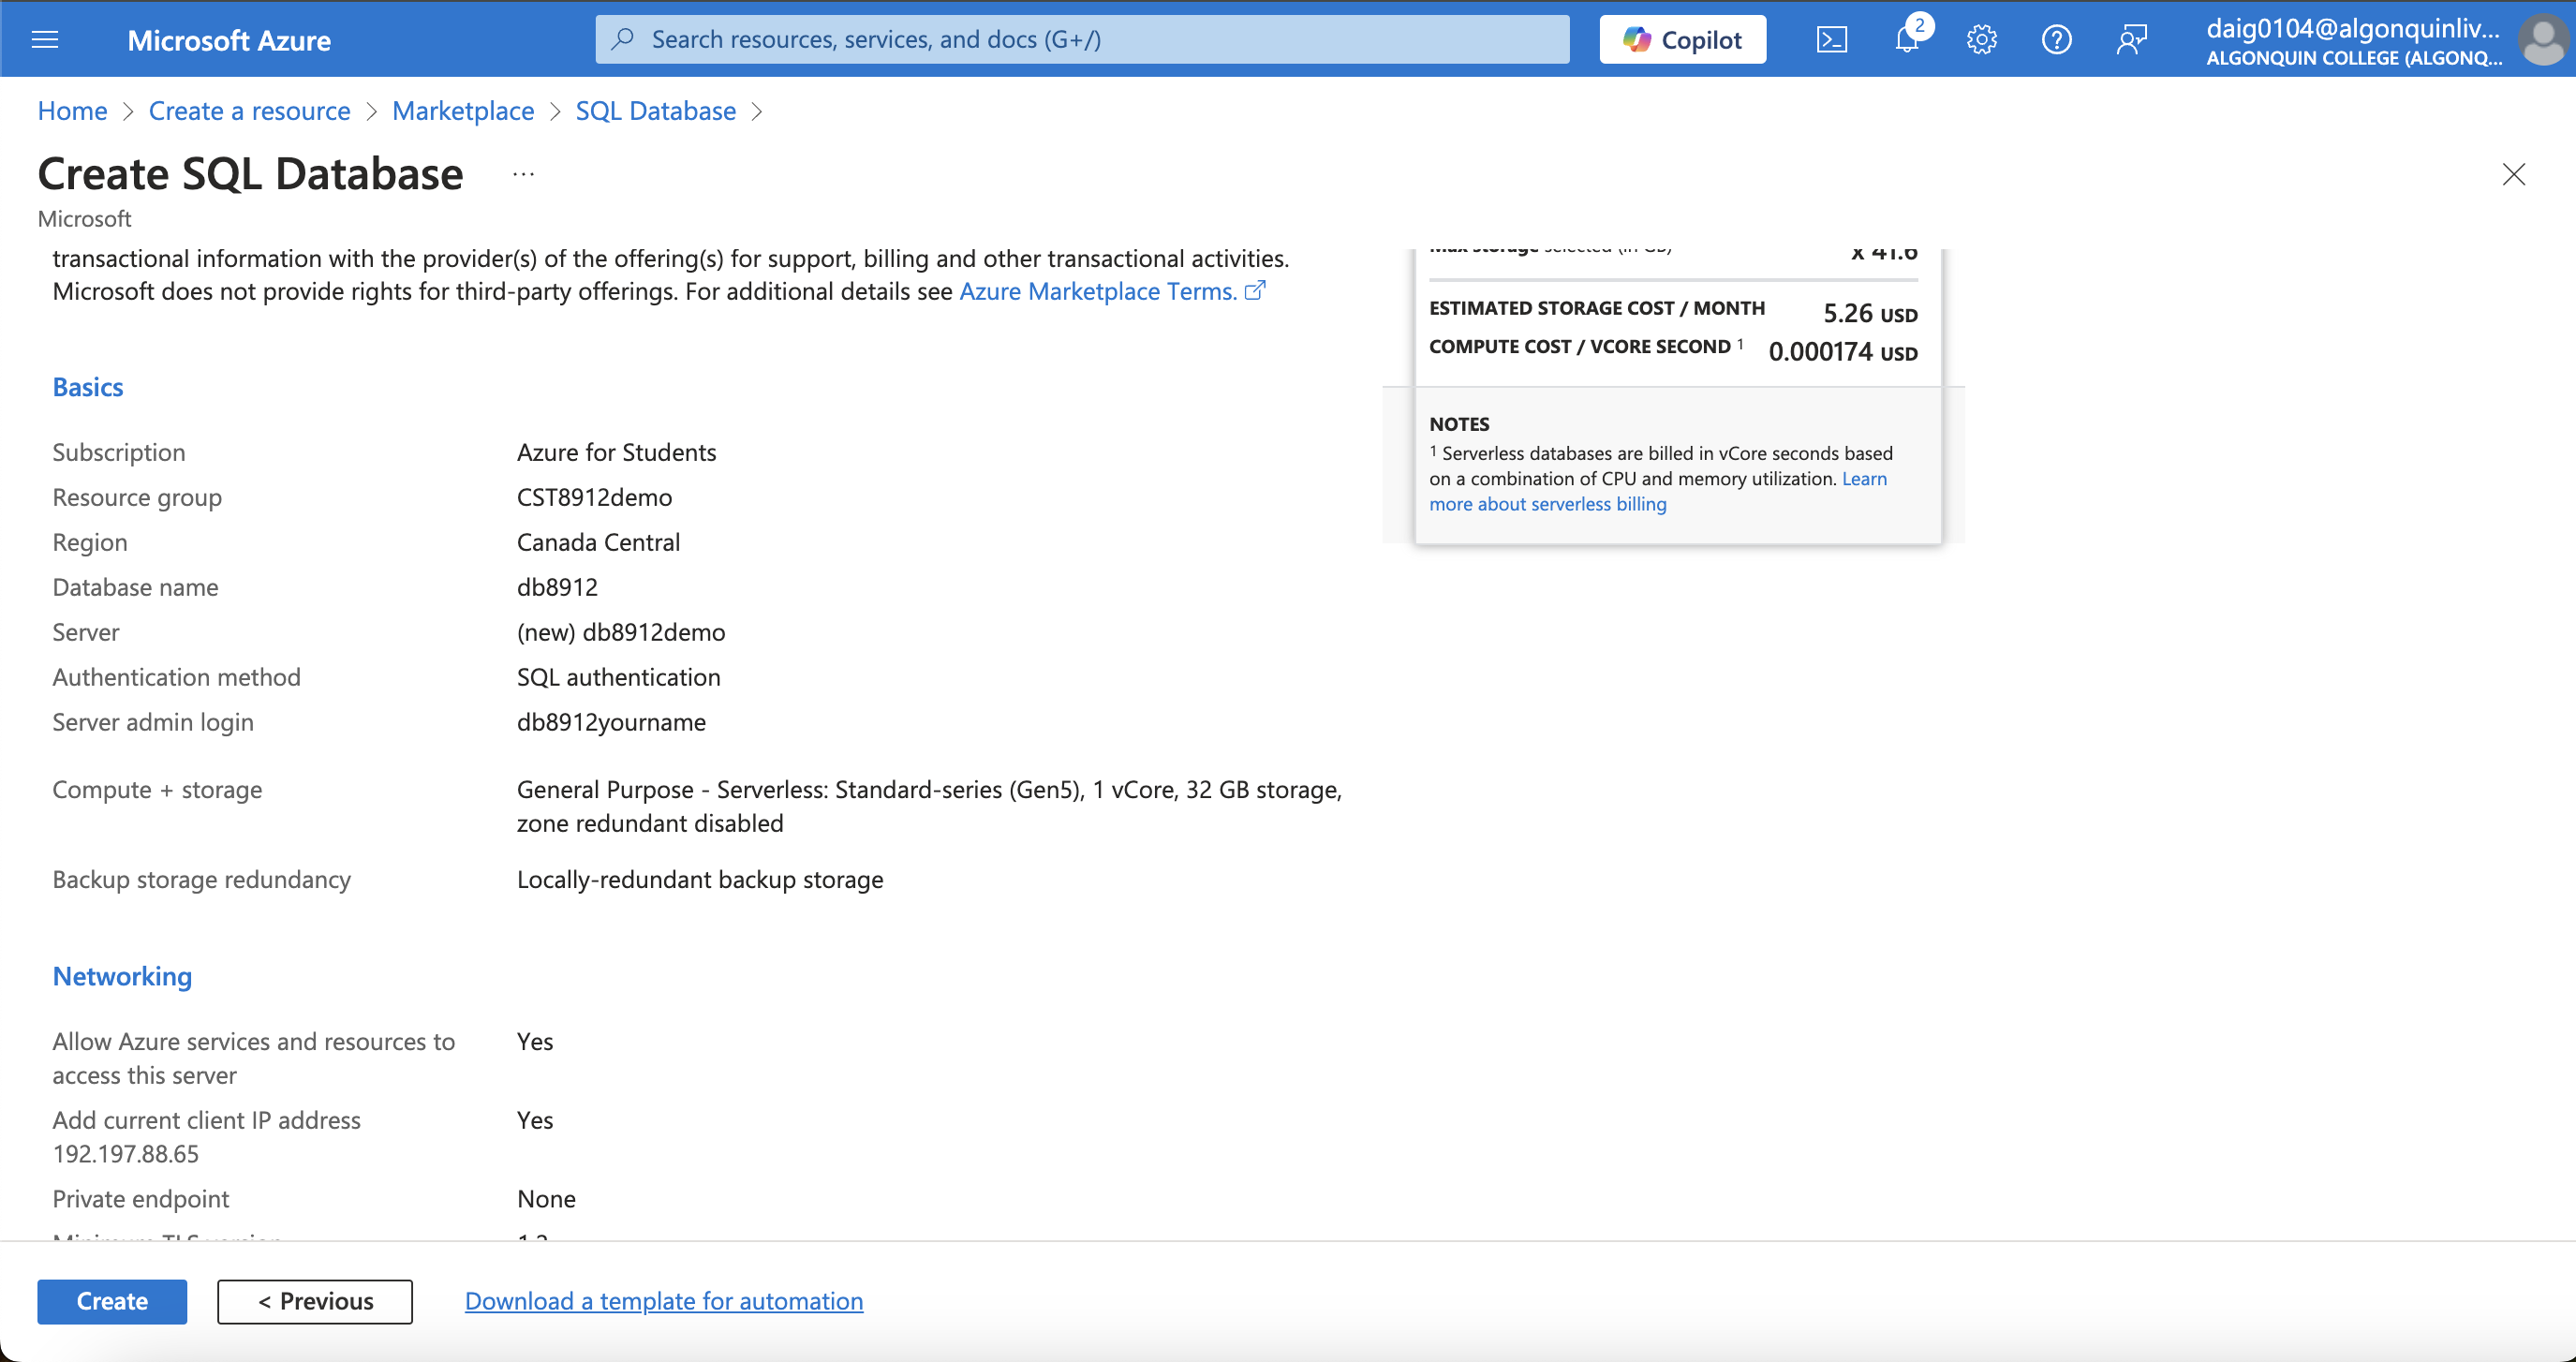 Microsoft Azure
Search resources, services, and docs (G+/)
Copilot
2
daig0104@algonquinliv...
ALGONQUIN COLLEGE (ALGONQ...
Home > Create a resource > Marketplace > SQL Database >
Create SQL Database ...
Microsoft
transactional information with the provider(s) of the offering(s) for support, billing and other transactional activities.
Microsoft does not provide rights for third-party offerings. For additional details see Azure Marketplace Terms.
Basics
Subscription Azure for Students
Resource group CST8912demo
Region Canada Central
Database name db8912
Server (new) db8912demo
Authentication method SQL authentication
Server admin login db8912yourname
Compute + storage General Purpose - Serverless: Standard-series (Gen5), 1 vCore, 32 GB storage,
zone redundant disabled
Backup storage redundancy Locally-redundant backup storage
Networking
Allow Azure services and resources to Yes
access this server
Add current client IP address Yes
192.197.88.65
Private endpoint None
Minimum TLS version
Max storage selected (in GB) x 41.6
ESTIMATED STORAGE COST / MONTH 5.26 USD
COMPUTE COST / VCORE SECOND 1 0.000174 USD
NOTES
1 Serverless databases are billed in vCore seconds based
on a combination of CPU and memory utilization. Learn
more about serverless billing
Create
< Previous
Download a template for automation